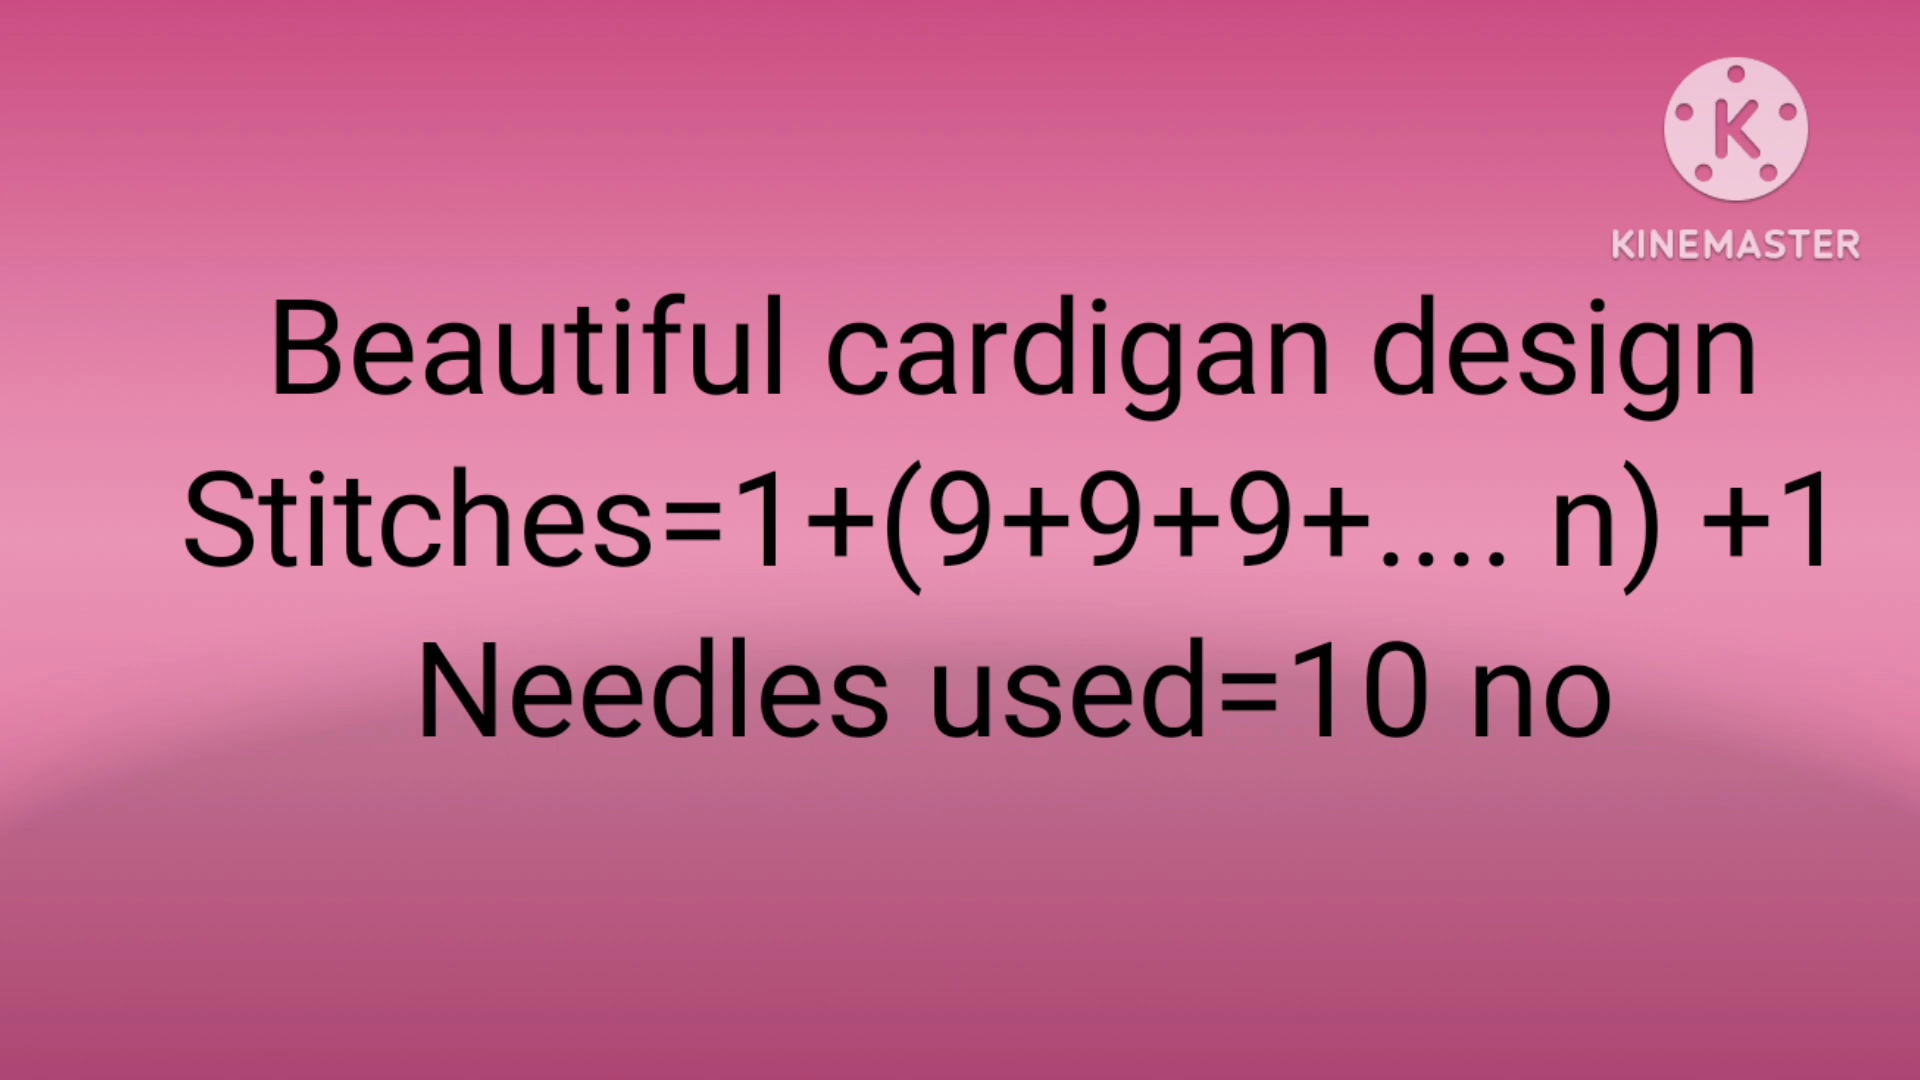 K
KINEMASTER
Beautiful cardigan design
Stitches=1+(9+9+9+.... n) +1
Needles used=10 no